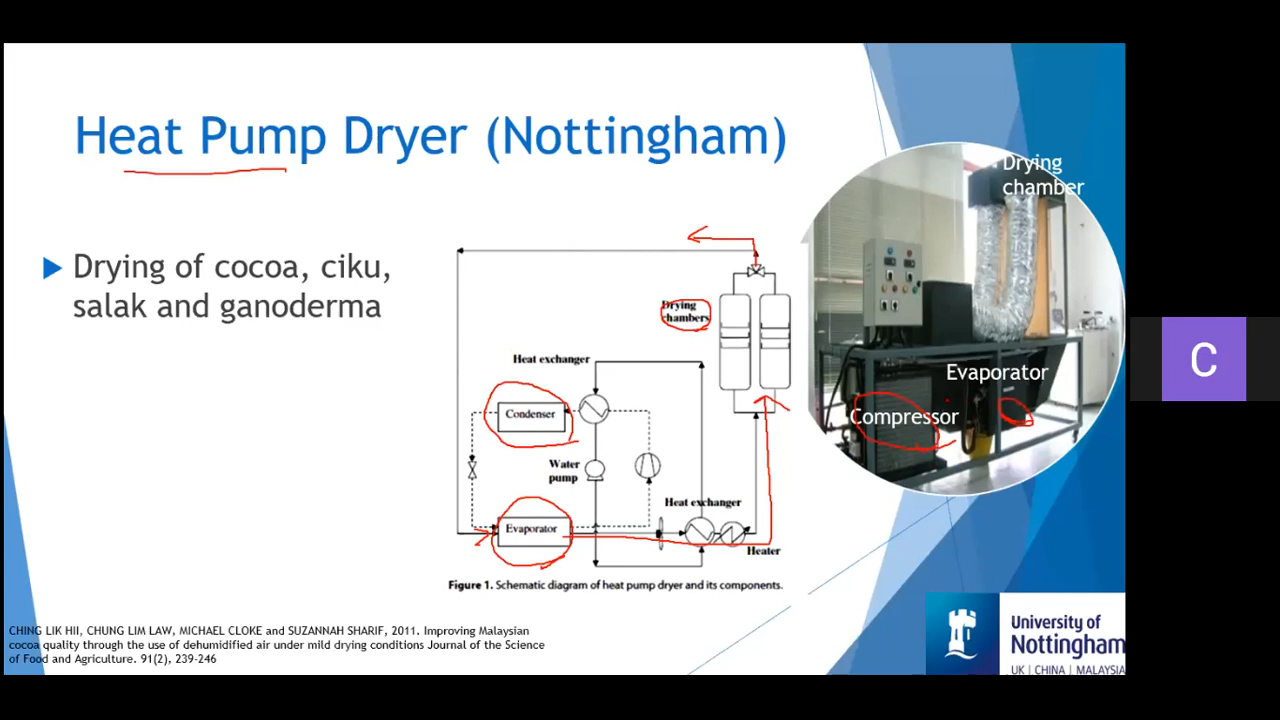 Heat Pump Dryer (Nottingham)
Drying of cocoa, ciku,
salak and ganoderma
Drying
chambers
Heat exchanger
Condenser
Water
pump
Evaporator
Heat exchanger
Heater
Figure 1. Schematic diagram of heat pump dryer and its components.
Drying
chamber
Evaporator
Compressor
C
CHING LIK HII, CHUNG LIM LAW, MICHAEL CLOKE and SUZANNAH SHARIF, 2011. Improving Malaysian
cocoa quality through the use of dehumidified air under mild drying conditions Journal of the Science
of Food and Agriculture. 91(2), 239-246
University of
Nottingham
UK | CHINA | MALAYSIA